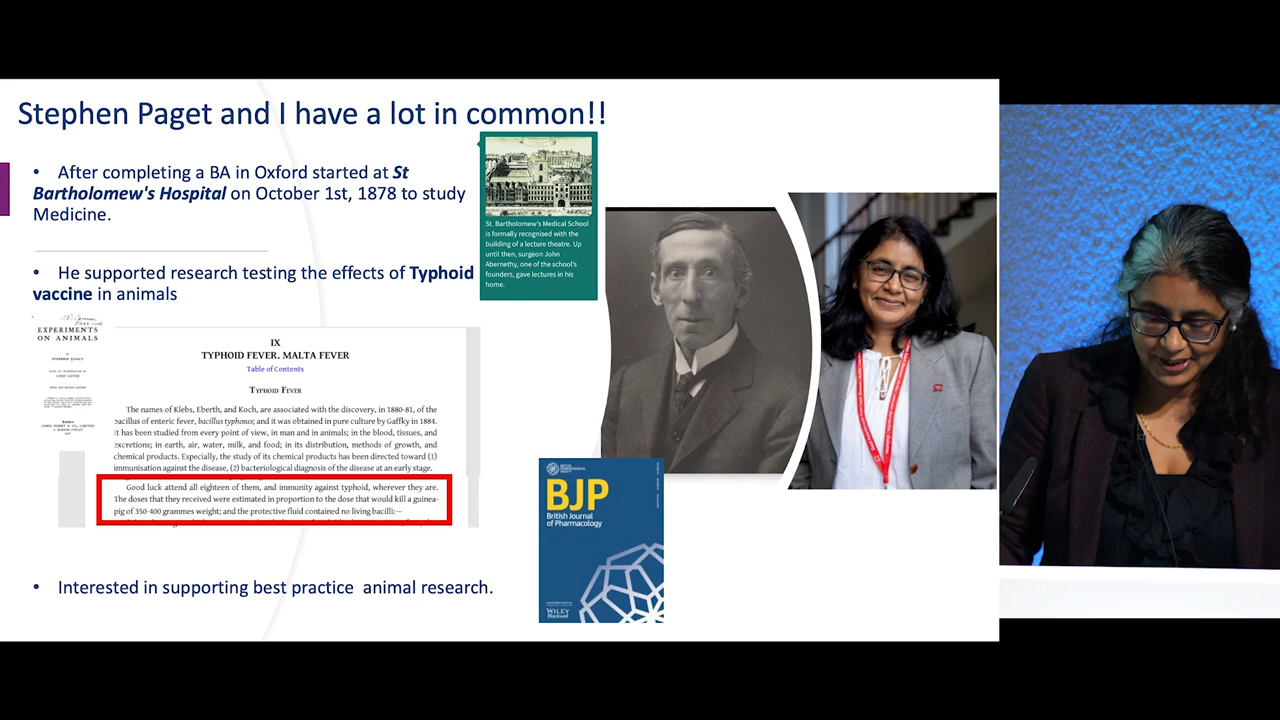 Stephen Paget and I have a lot in common!!
• After completing a BA in Oxford started at St
Bartholomew's Hospital on October 1st, 1878 to study
Medicine.
• He supported research testing the effects of Typhoid
vaccine in animals
St. Bartholomew's Medical School
is formally recognised with the
building of a lecture theatre. Up
until then, surgeon John
Abernethy, one of the school's
founders, gave lectures in his
home.
EXPERIMENTS
ON ANIMALS
STEPHEN PAGET
IX
TYPHOID FEVER, MALTA FEVER
Table of Contents
Typhoid Fever
The names of Klebs, Eberth, and Koch, are associated with the discovery, in 1880-81, of the
bacillus of enteric fever, bacillus typhosus; and it was obtained in pure culture by Gaffky in 1884.
It has been studied from every point of view, in man and in animals; in the blood, tissues, and
excretions; in earth, air, water, milk, and food; in its distribution, methods of growth, and
chemical products. Especially, the study of its chemical products has been directed toward (1)
immunisation against the disease, (2) bacteriological diagnosis of the disease at an early stage.
Good luck attend all eighteen of them, and immunity against typhoid, wherever they are.
The doses that they received were estimated in proportion to the dose that would kill a guinea-
pig of 350-400 grammes weight; and the protective fluid contained no living bacilli:—
• Interested in supporting best practice animal research.
BRITISH
PHARMACOLOGICAL
SOCIETY
BJP
British Journal
of Pharmacology
WILEY
Blackwell